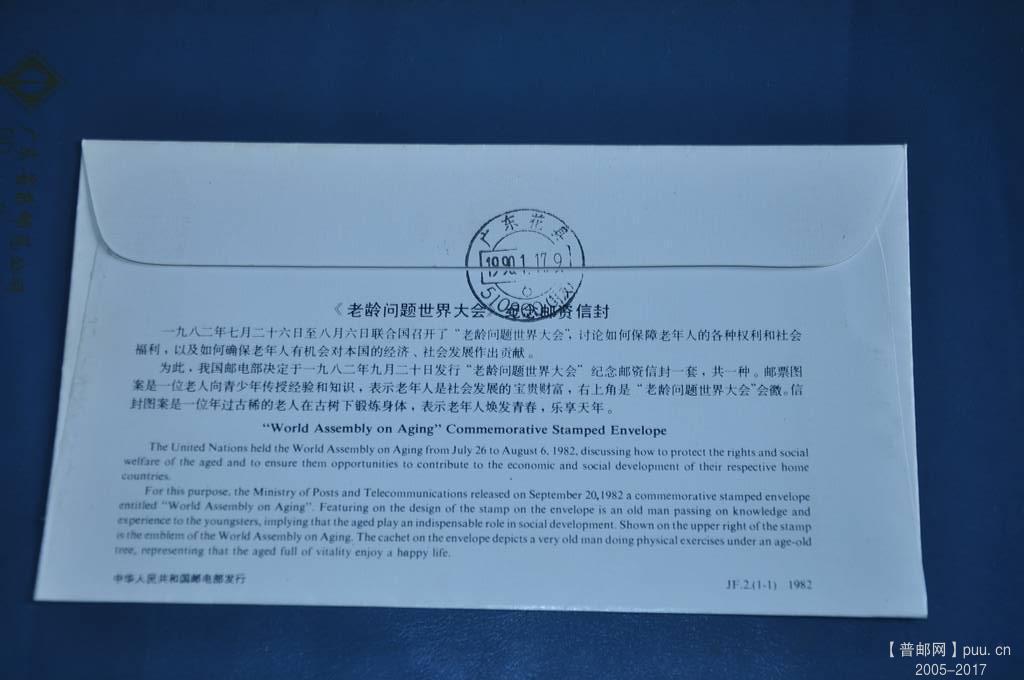 广东花县
1990.1.17.9
《老龄问题世界大会》纪念邮资信封
一九八二年七月二十六日至八月六日联合国召开了“老龄问题世界大会”，讨论如何保障老年人的各种权利和社会
福利，以及如何确保老年人有机会对本国的经济、社会发展作出贡献。
为此，我国邮电部决定于一九八二年九月二十日发行“老龄问题世界大会”纪念邮资信封一套，共一种。邮票图
案是一位老人向青少年传授经验和知识，表示老年人是社会发展的宝贵财富，右上角是“老龄问题世界大会”会徽。信
封图案是一位年过古稀的老人在古树下锻炼身体，表示老年人焕发青春，乐享天年。
“World Assembly on Aging” Commemorative Stamped Envelope
The United Nations held the World Assembly on Aging from July 26 to August 6, 1982, discussing how to protect the rights and social
welfare of the aged and to ensure them opportunities to contribute to the economic and social development of their respective home
countries.
For this purpose, the Ministry of Posts and Telecommunications released on September 20,1982 a commemorative stamped envelope
entitled “World Assembly on Aging”. Featuring on the design of the stamp on the envelope is an old man passing on knowledge and
experience to the youngsters, implying that the aged play an indispensable role in social development. Shown on the upper right of the stamp
is the emblem of the World Assembly on Aging. The cachet on the envelope depicts a very old man doing physical exercises under an age-old
tree, representing that the aged full of vitality enjoy a happy life.
中华人民共和国邮电部发行
JF.2.(1-1) 1982
【普邮网】puu.cn
2005-2017